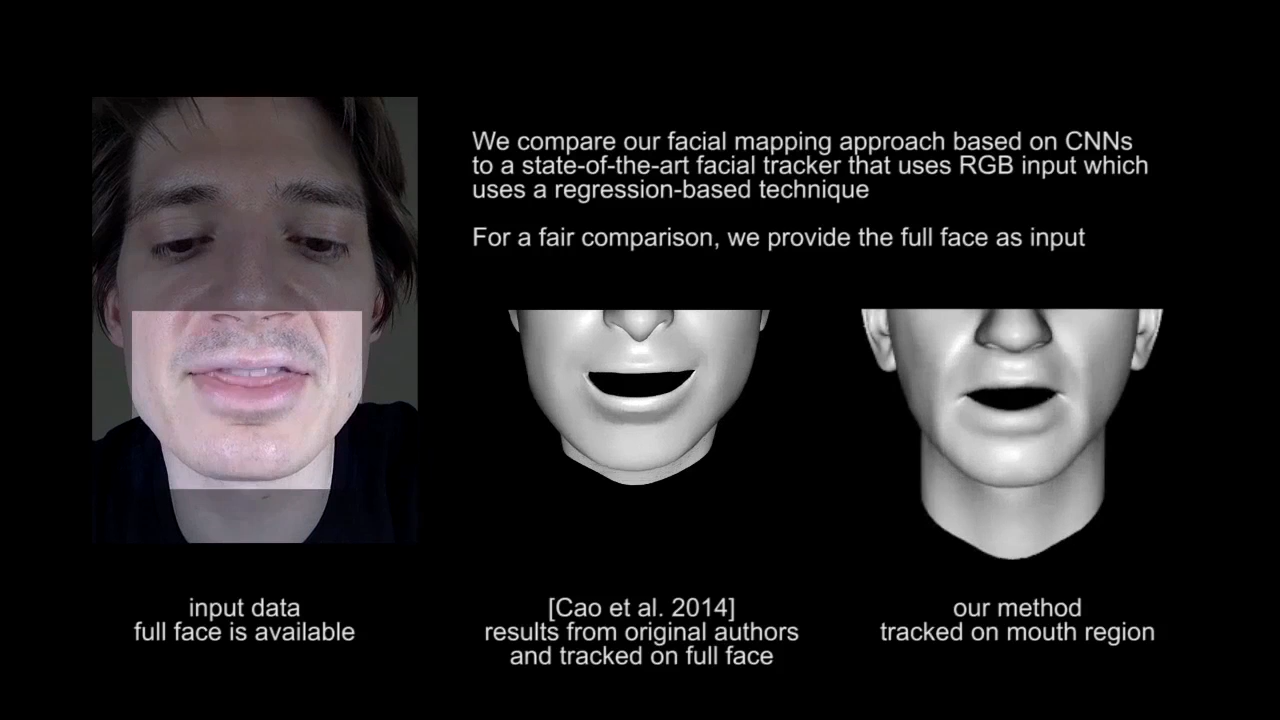 We compare our facial mapping approach based on CNNs
to a state-of-the-art facial tracker that uses RGB input which
uses a regression-based technique
For a fair comparison, we provide the full face as input
input data
full face is available
[Cao et al. 2014]
results from original authors
and tracked on full face
our method
tracked on mouth region